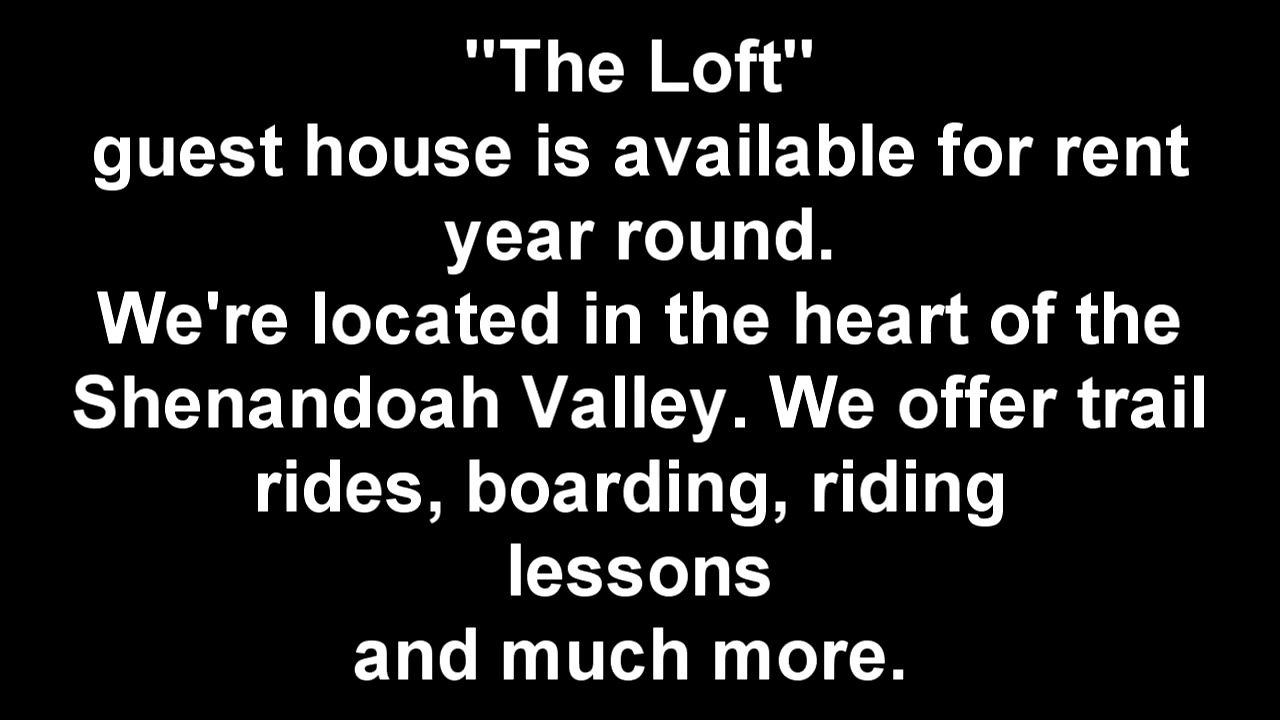 "The Loft"
guest house is available for rent
year round.
We're located in the heart of the
Shenandoah Valley. We offer trail
rides, boarding, riding
lessons
and much more.